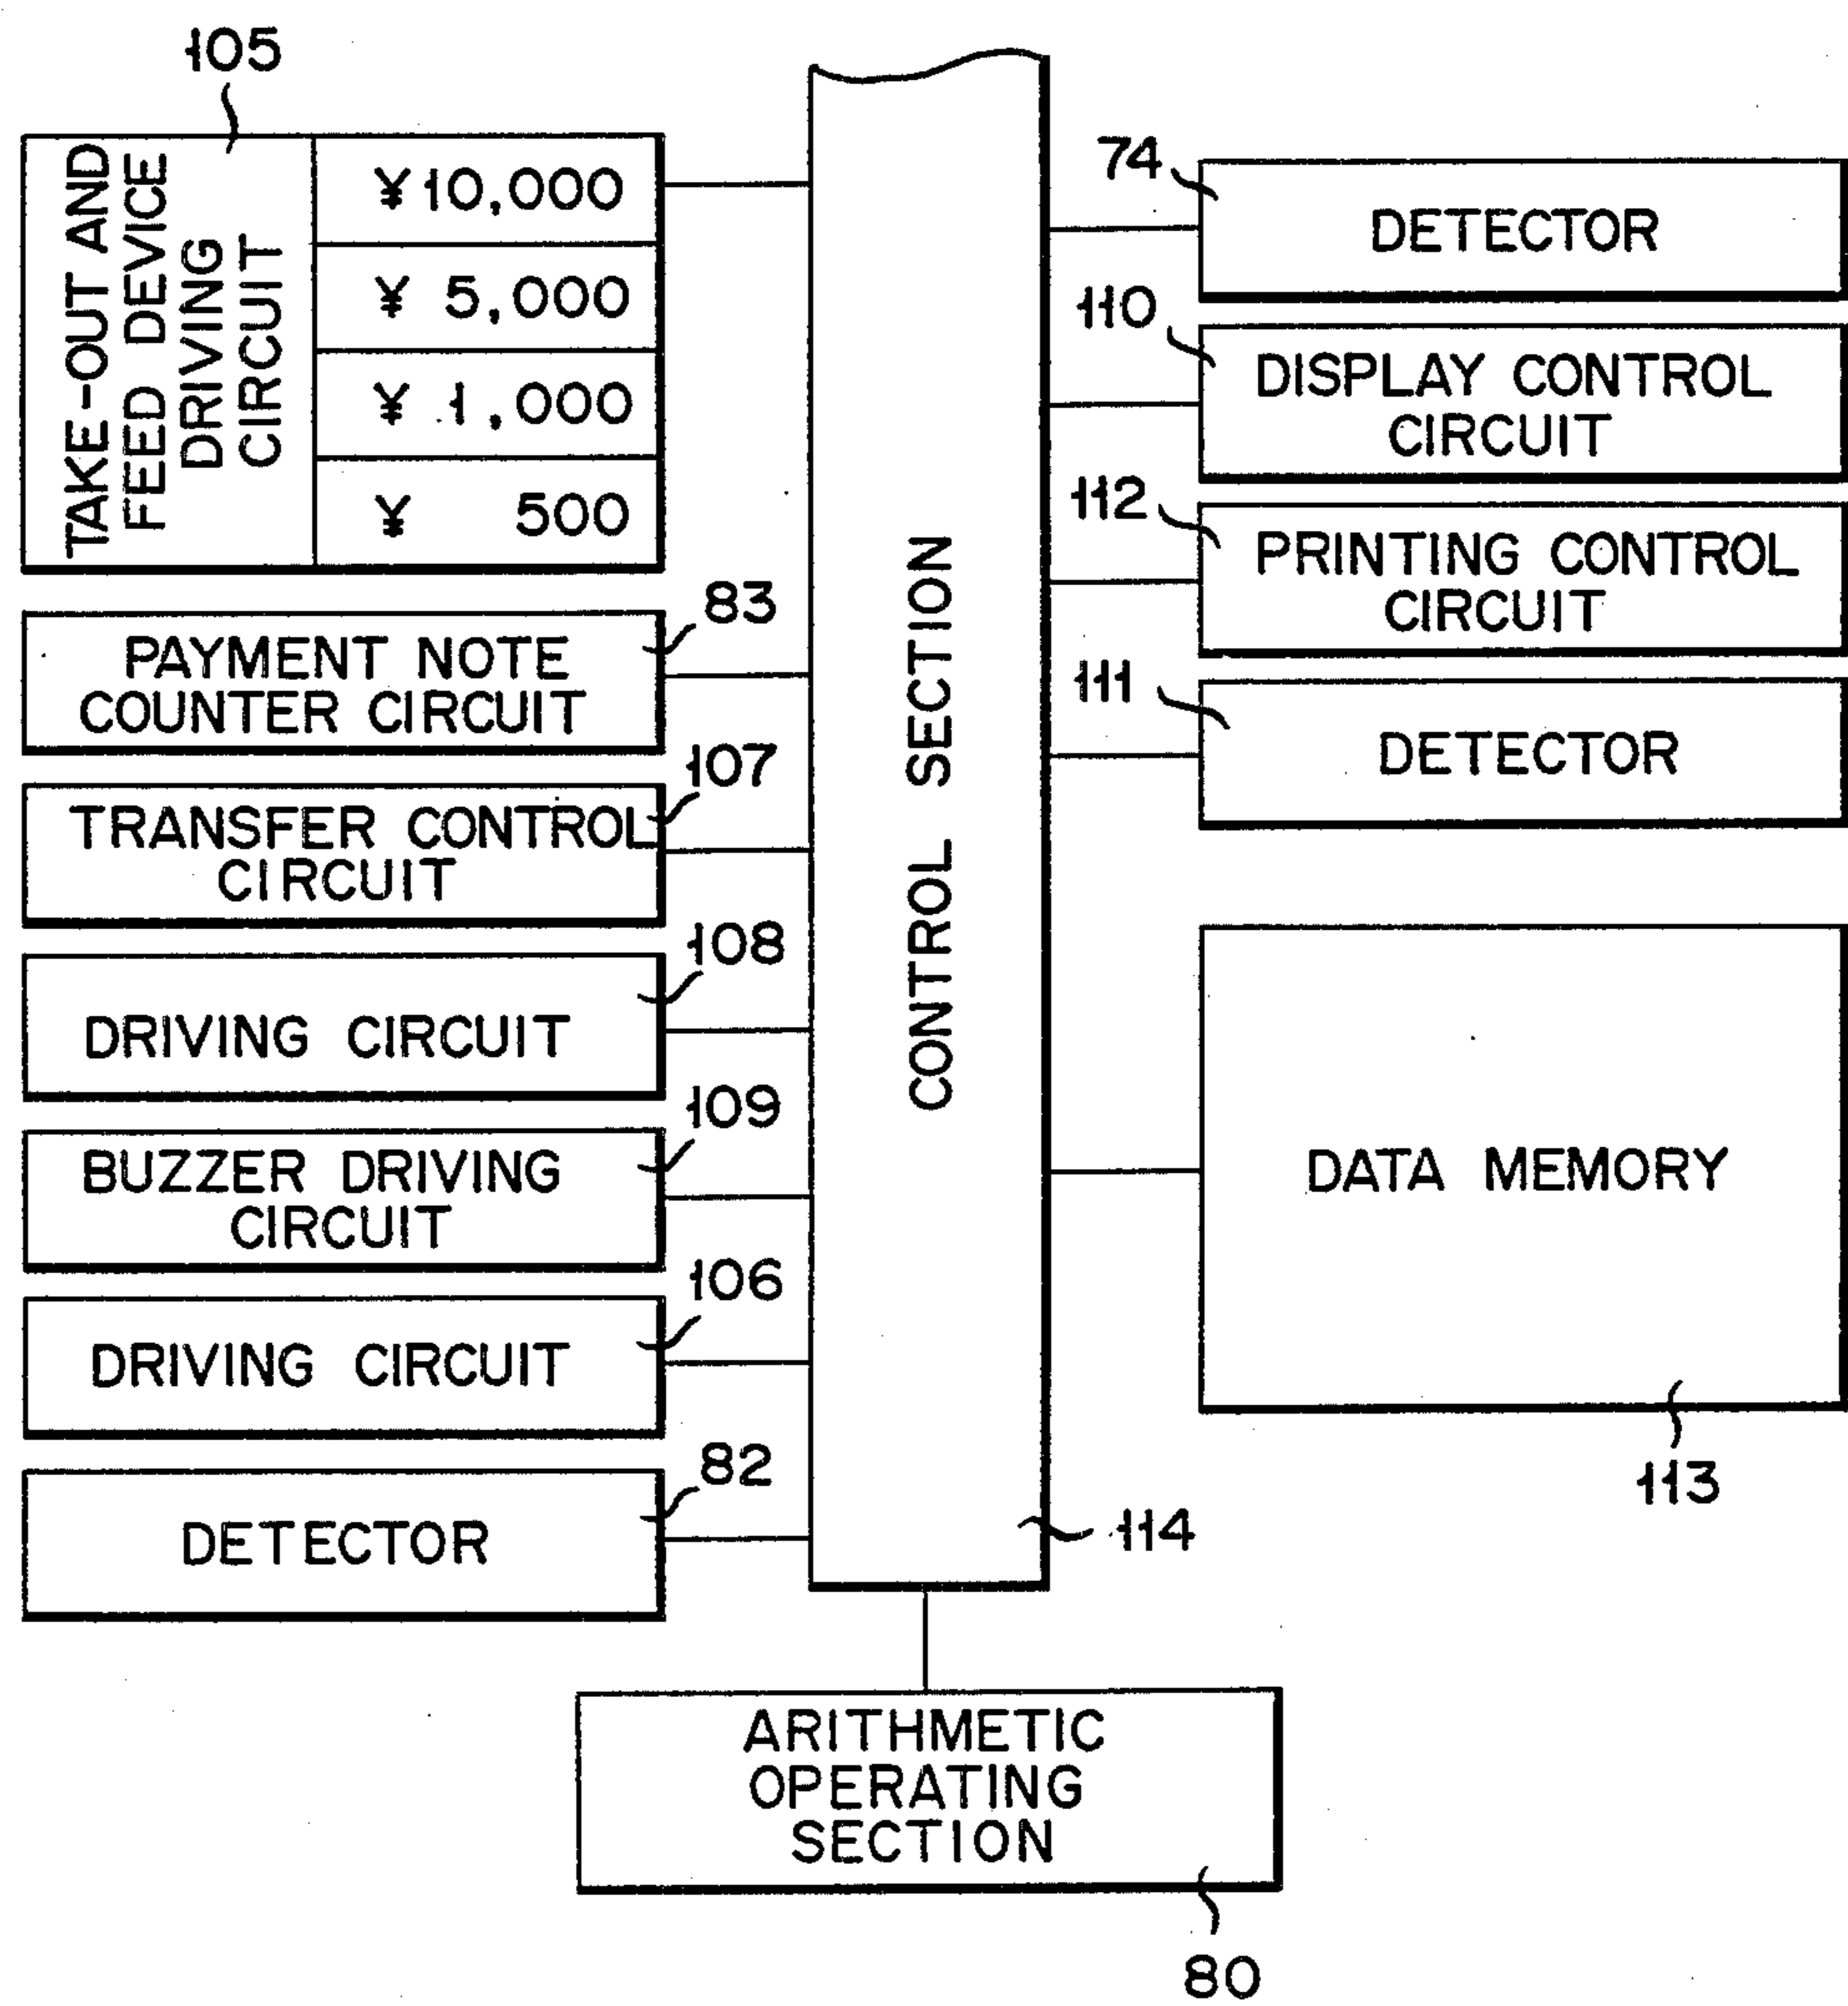 105
TAKE-OUT AND
FEED DEVICE
DRIVING
CIRCUIT
¥10,000
¥ 5,000
¥ 1,000
¥ 500
83
PAYMENT NOTE
COUNTER CIRCUIT
107
TRANSFER CONTROL
CIRCUIT
108
DRIVING CIRCUIT
109
BUZZER DRIVING
CIRCUIT
106
DRIVING CIRCUIT
82
DETECTOR
CONTROL SECTION
114
74
DETECTOR
110
DISPLAY CONTROL
CIRCUIT
112
PRINTING CONTROL
CIRCUIT
111
DETECTOR
DATA MEMORY
113
ARITHMETIC
OPERATING
SECTION
80